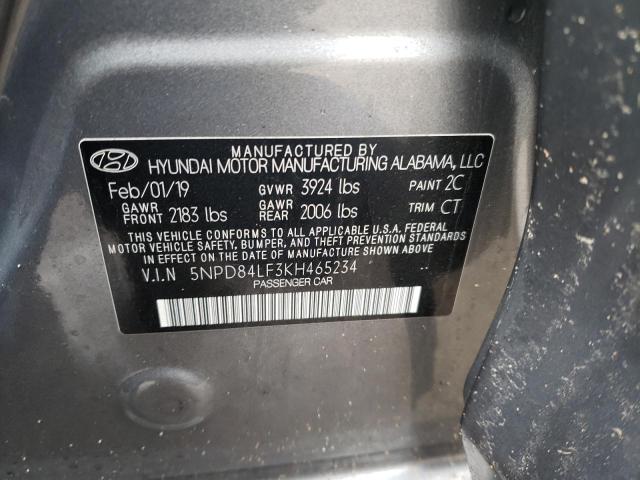 MANUFACTURED BY
HYUNDAI MOTOR MANUFACTURING ALABAMA, LLC
Feb/01/19 GVWR 3924 lbs PAINT 2C
GAWR FRONT 2183 lbs GAWR REAR 2006 lbs TRIM CT
THIS VEHICLE CONFORMS TO ALL APPLICABLE U.S.A. FEDERAL
MOTOR VEHICLE SAFETY, BUMPER, AND THEFT PREVENTION STANDARDS
IN EFFECT ON THE DATE OF MANUFACTURE SHOWN ABOVE
V.I.N 5NPD84LF3KH465234
PASSENGER CAR